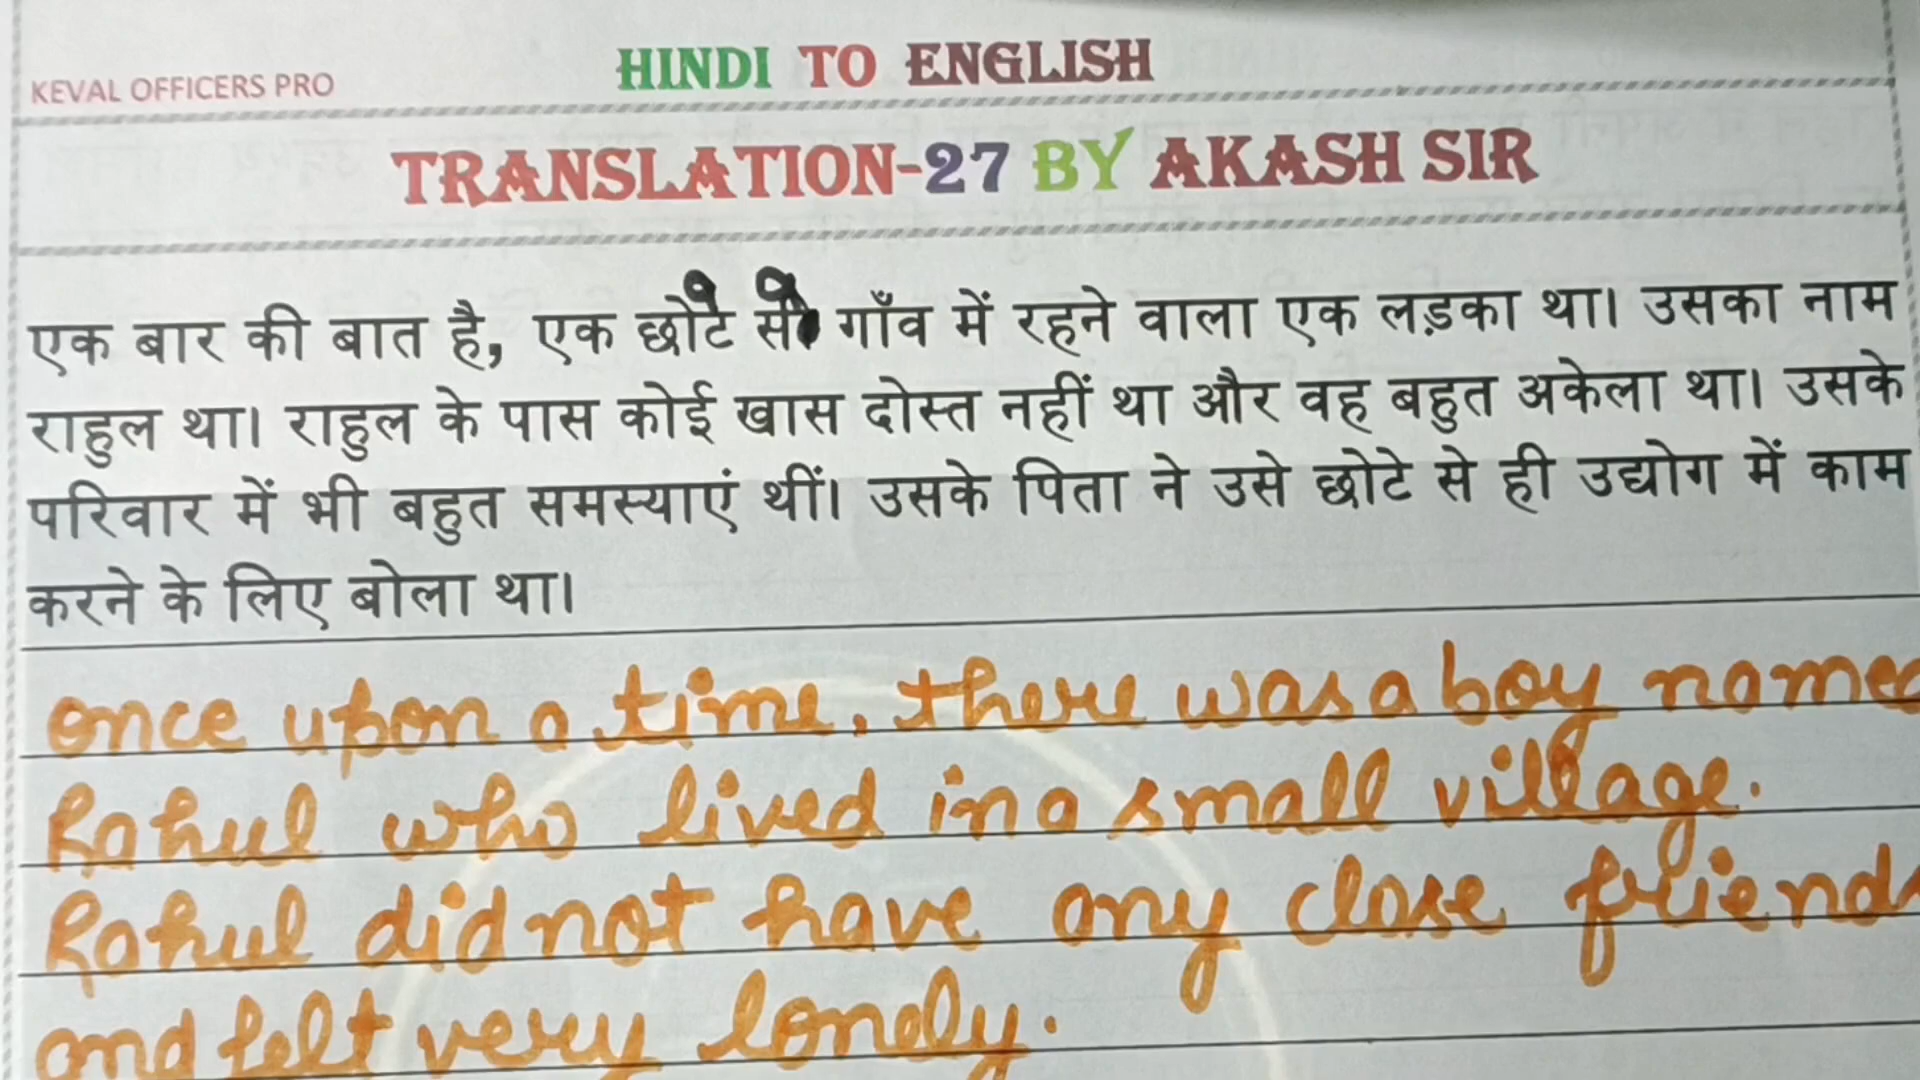 KEVAL OFFICERS PRO
HINDI TO ENGLISH
TRANSLATION-27 BY AKASH SIR
एक बार की बात है, एक छोटे से गाँव में रहने वाला एक लड़का था। उसका नाम
राहुल था। राहुल के पास कोई खास दोस्त नहीं था और वह बहुत अकेला था। उसके
परिवार में भी बहुत समस्याएं थीं। उसके पिता ने उसे छोटे से ही उद्योग में काम
करने के लिए बोला था।
once upon a time, there was a boy named
Rahul who lived in a small village.
Rahul did not have any close friends
and felt very lonely.